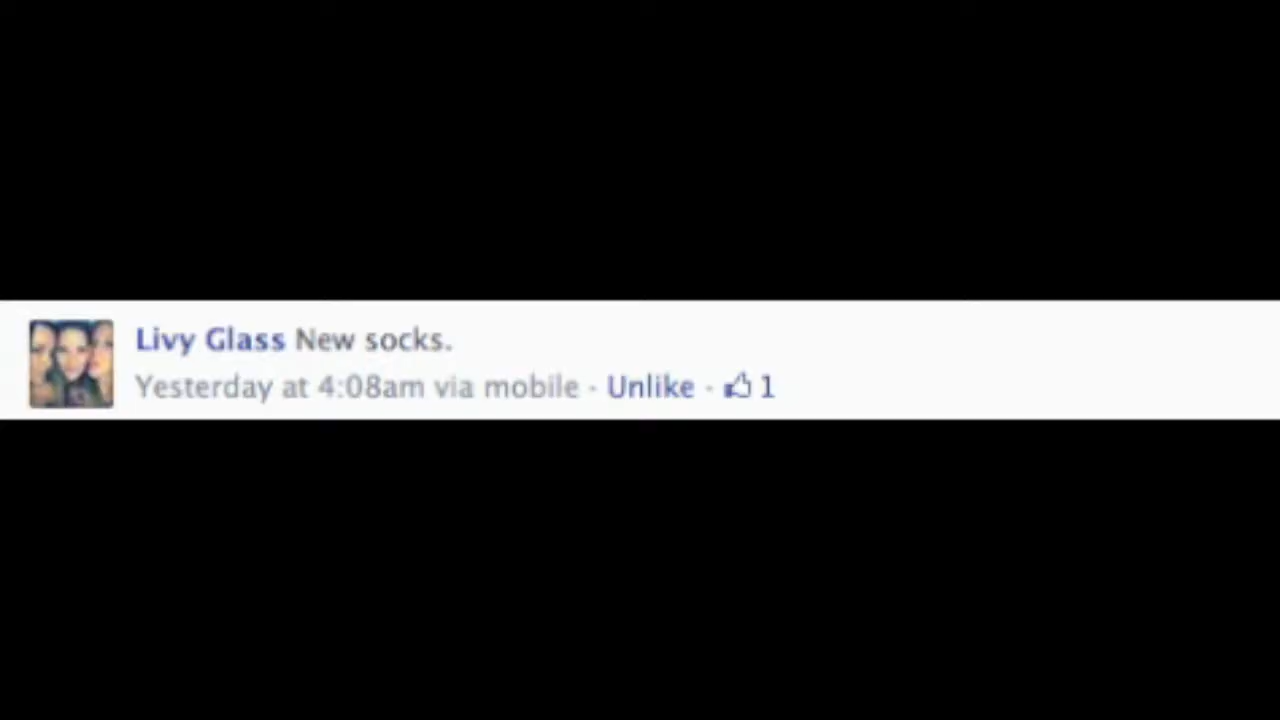 Livy Glass New socks.
Yesterday at 4:08am via mobile · Unlike · 1